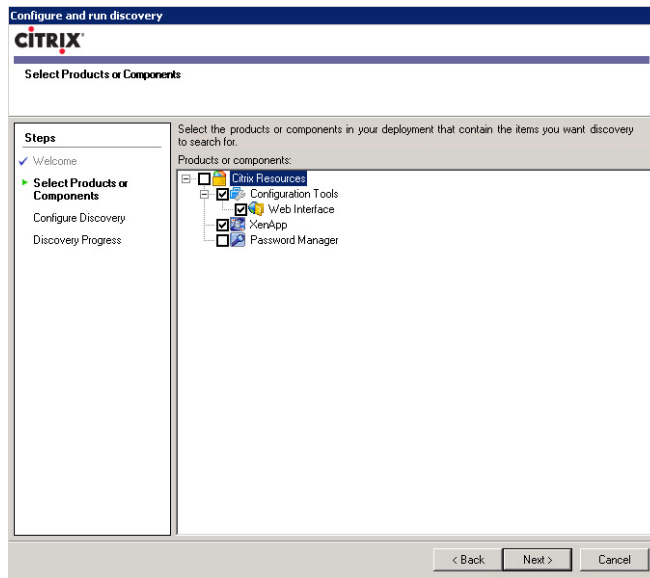 Configure and run discovery
CITRIX
Select Products or Components
Steps
Welcome
Select Products or
Components
Configure Discovery
Discovery Progress
Select the products or components in your deployment that contain the items you want discovery
to search for.
Products or components:
Citrix Resources
Configuration Tools
Web Interface
XenApp
Password Manager
< Back
Next >
Cancel